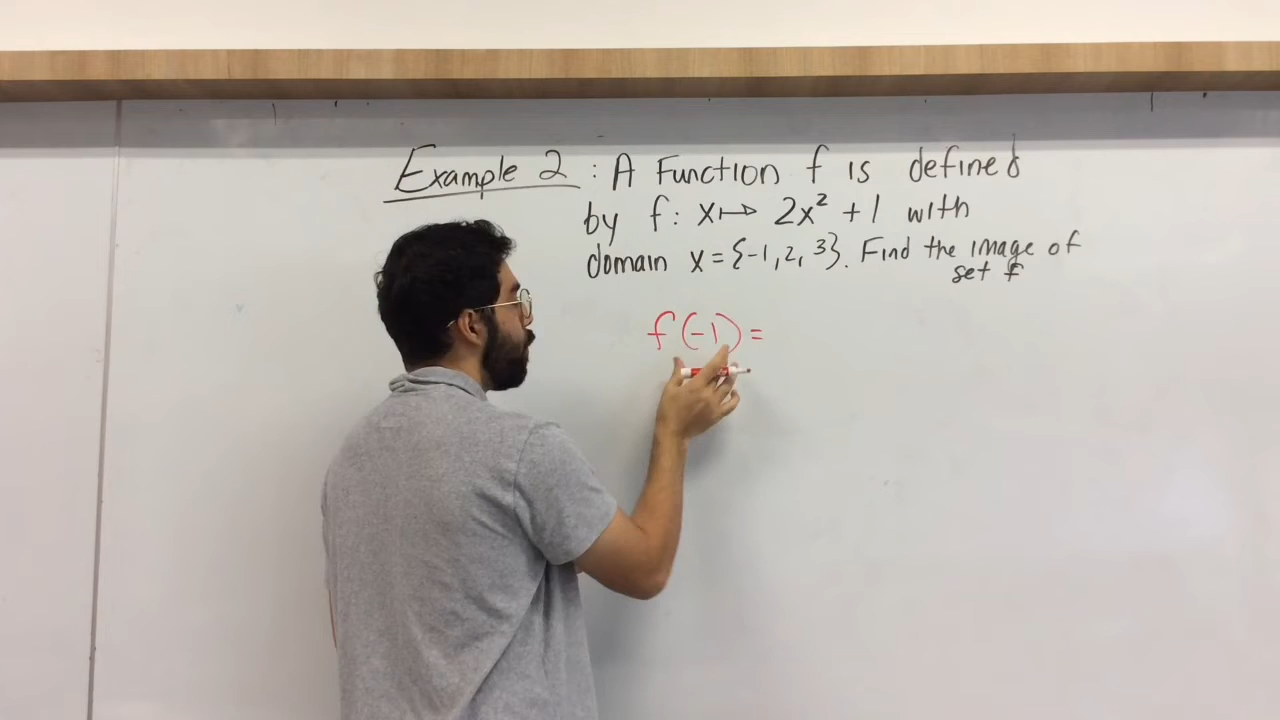 Example 2 : A Function f is defined
by f: x ↦ 2x² + 1 with
domain x = {-1, 2, 3}. Find the image of
set f
f(-1) =